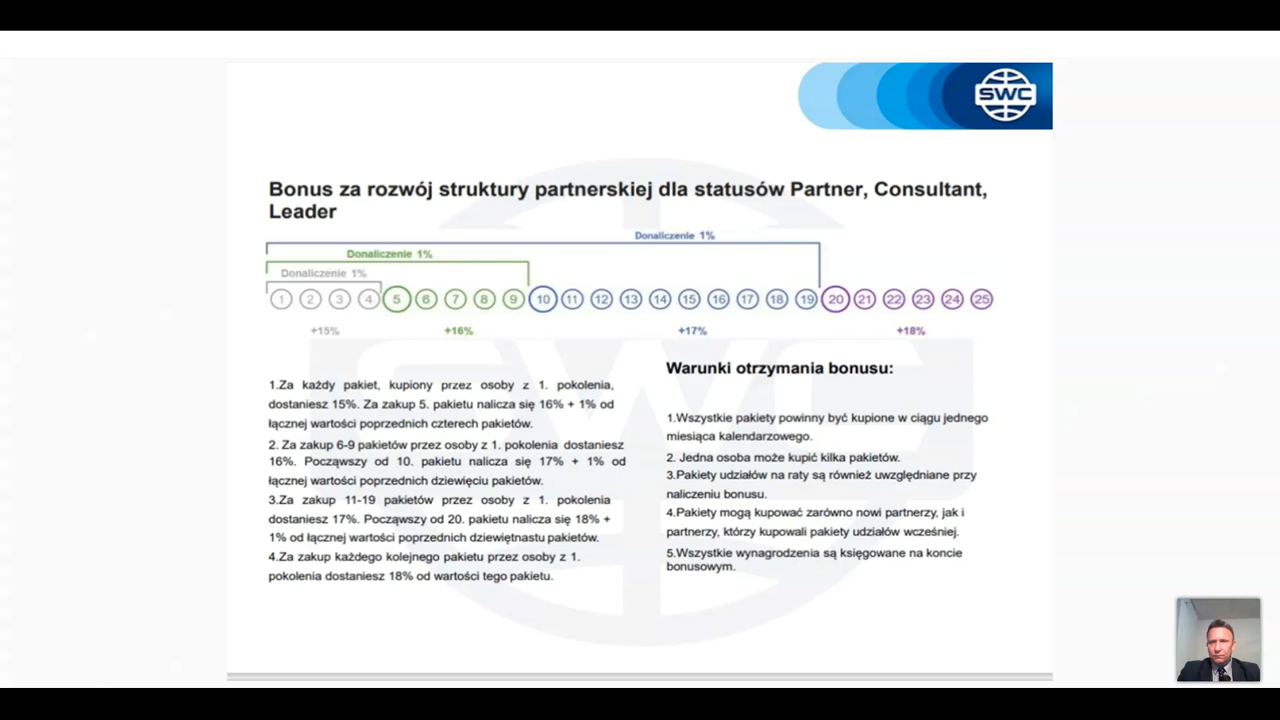 SWC
Bonus za rozwój struktury partnerskiej dla statusów Partner, Consultant,
Leader
Donaliczenie 1%
Donaliczenie 1%
Donaliczenie 1%
1 2 3 4 5 6 7 8 9 10 11 12 13 14 15 16 17 18 19 20 21 22 23 24 25
+15% +16% +17% +18%
1.Za każdy pakiet, kupiony przez osoby z 1. pokolenia,
dostaniesz 15%. Za zakup 5. pakietu nalicza się 16% + 1% od
łącznej wartości poprzednich czterech pakietów.
2. Za zakup 6-9 pakietów przez osoby z 1. pokolenia dostaniesz
16%. Począwszy od 10. pakietu nalicza się 17% + 1% od
łącznej wartości poprzednich dziewięciu pakietów.
3.Za zakup 11-19 pakietów przez osoby z 1. pokolenia
dostaniesz 17%. Począwszy od 20. pakietu nalicza się 18% +
1% od łącznej wartości poprzednich dziewiętnastu pakietów.
4.Za zakup każdego kolejnego pakietu przez osoby z 1.
pokolenia dostaniesz 18% od wartości tego pakietu.
Warunki otrzymania bonusu:
1.Wszystkie pakiety powinny być kupione w ciągu jednego
miesiąca kalendarzowego.
2. Jedna osoba może kupić kilka pakietów.
3.Pakiety udziałów na raty są również uwzględniane przy
naliczeniu bonusu.
4.Pakiety mogą kupować zarówno nowi partnerzy, jak i
partnerzy, którzy kupowali pakiety udziałów wcześniej.
5.Wszystkie wynagrodzenia są księgowane na koncie
bonusowym.
SWC